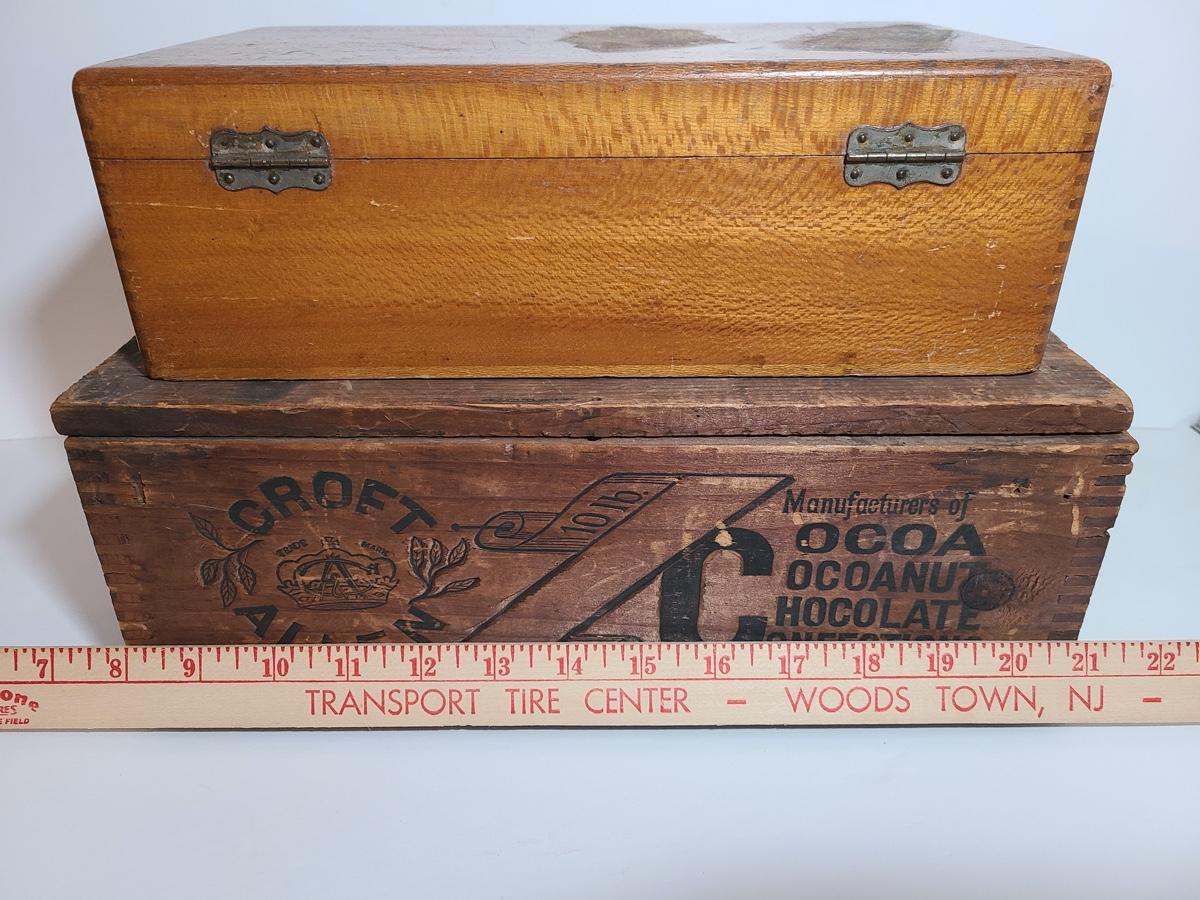 CROFT
TRADE MARK
10 lb.
C
Manufacturers of
OCOA
OCOANUT
HOCOLATE
7 8 9 10 11 12 13 14 15 16 17 18 19 20 21 22
TRANSPORT TIRE CENTER – WOODS TOWN, NJ –